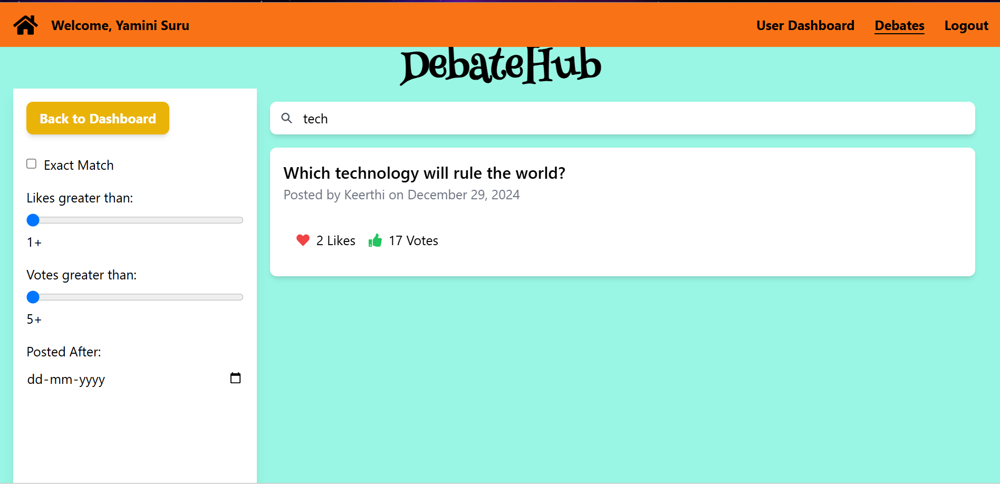 Welcome, Yamini Suru
User Dashboard
Debates
Logout
DebateHub
Back to Dashboard
Exact Match
Likes greater than:
1+
Votes greater than:
5+
Posted After:
dd-mm-yyyy
tech
Which technology will rule the world?
Posted by Keerthi on December 29, 2024
2 Likes
17 Votes